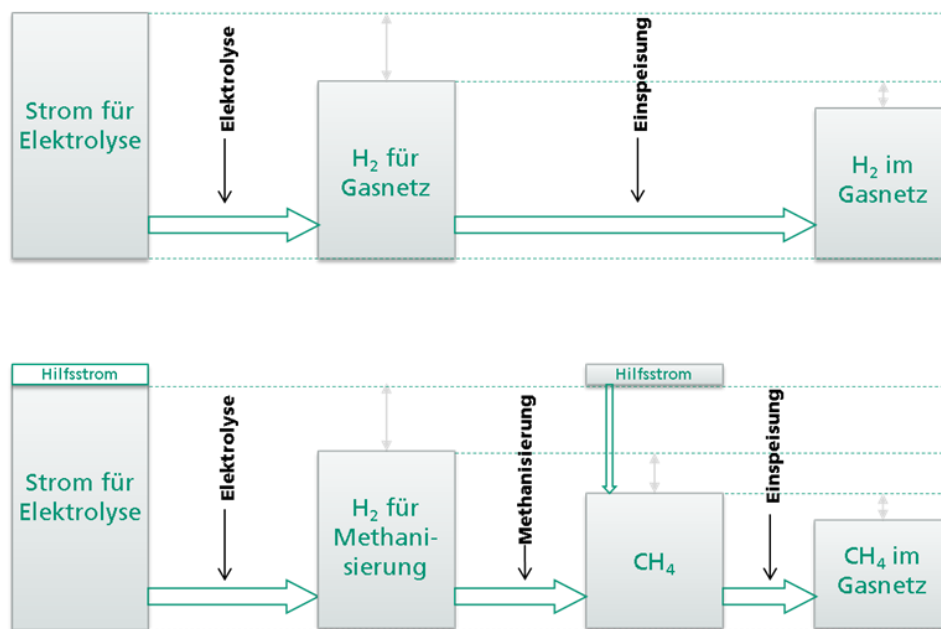 Strom für
Elektrolyse
Elektrolyse
H₂ für
Gasnetz
Einspeisung
H₂ im
Gasnetz
Hilfsstrom
Strom für
Elektrolyse
Elektrolyse
H₂ für
Methani-
sierung
Methanisierung
Hilfsstrom
CH₄
Einspeisung
CH₄ im
Gasnetz